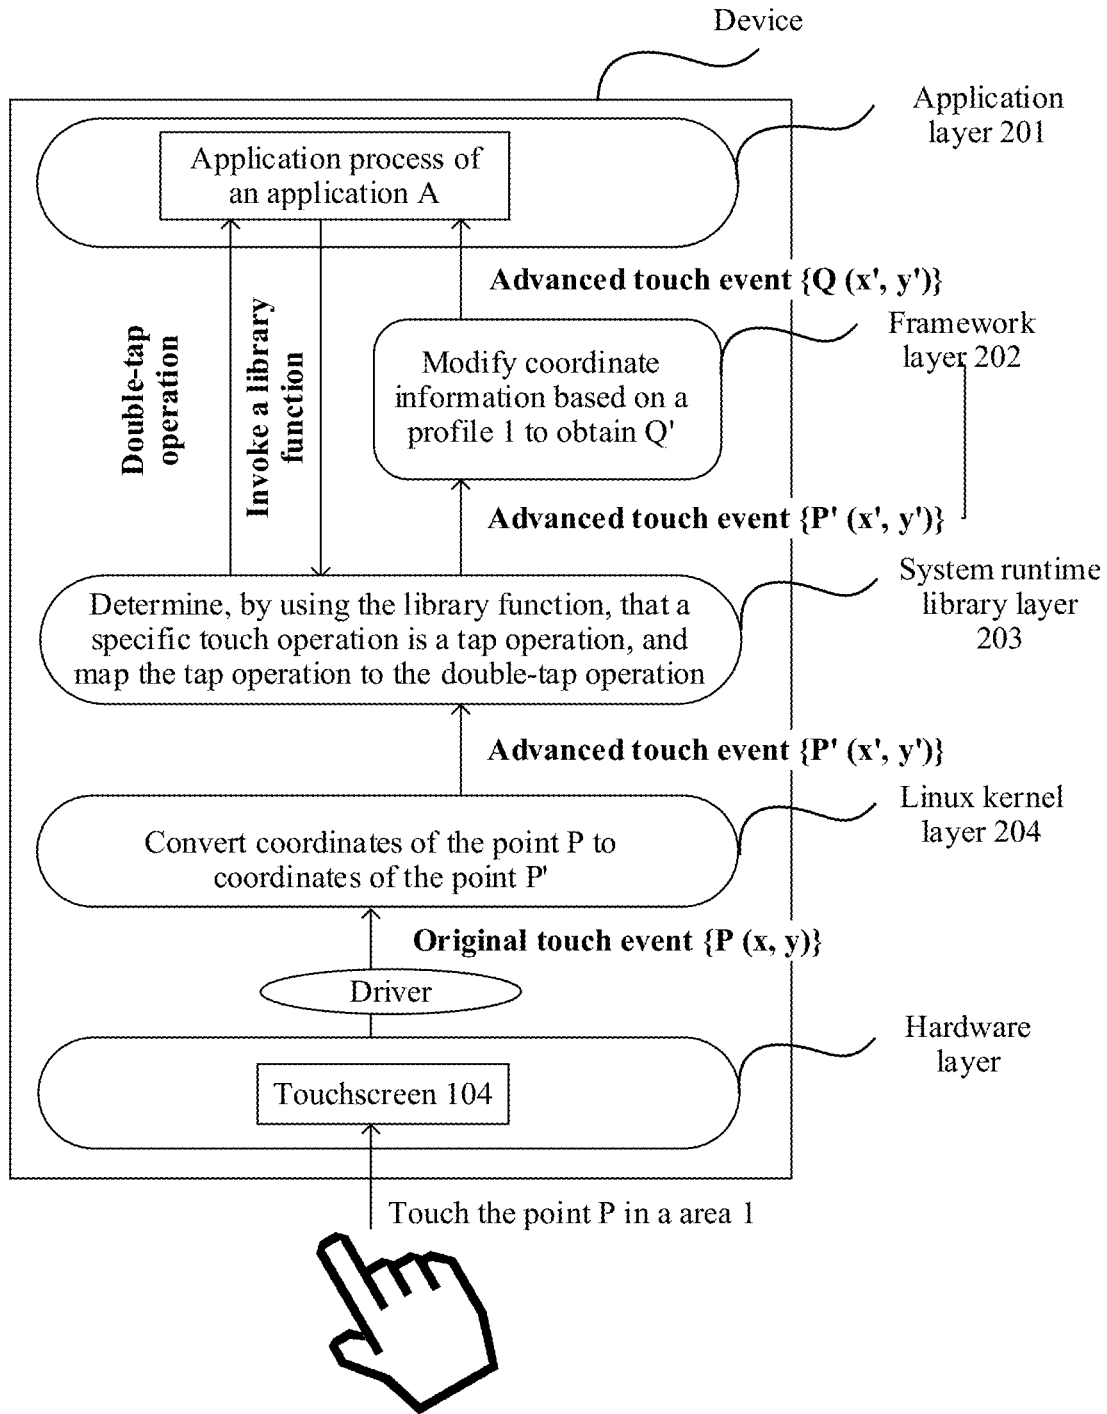 Device
Application
layer 201
Application process of
an application A
Advanced touch event {Q (x', y')}
Double-tap
operation
Invoke a library
function
Framework
layer 202
Modify coordinate
information based on a
profile 1 to obtain Q'
Advanced touch event {P' (x', y')}
System runtime
library layer
203
Determine, by using the library function, that a
specific touch operation is a tap operation, and
map the tap operation to the double-tap operation
Advanced touch event {P' (x', y')}
Linux kernel
layer 204
Convert coordinates of the point P to
coordinates of the point P'
Original touch event {P (x, y)}
Driver
Hardware
layer
Touchscreen 104
Touch the point P in a area 1